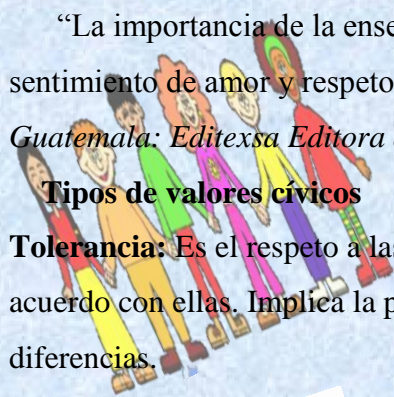 “La importancia de la ense
sentimiento de amor y respeto
Guatemala: Editexsa Editora
Tipos de valores cívicos
Tolerancia: Es el respeto a las
acuerdo con ellas. Implica la p
diferencias.